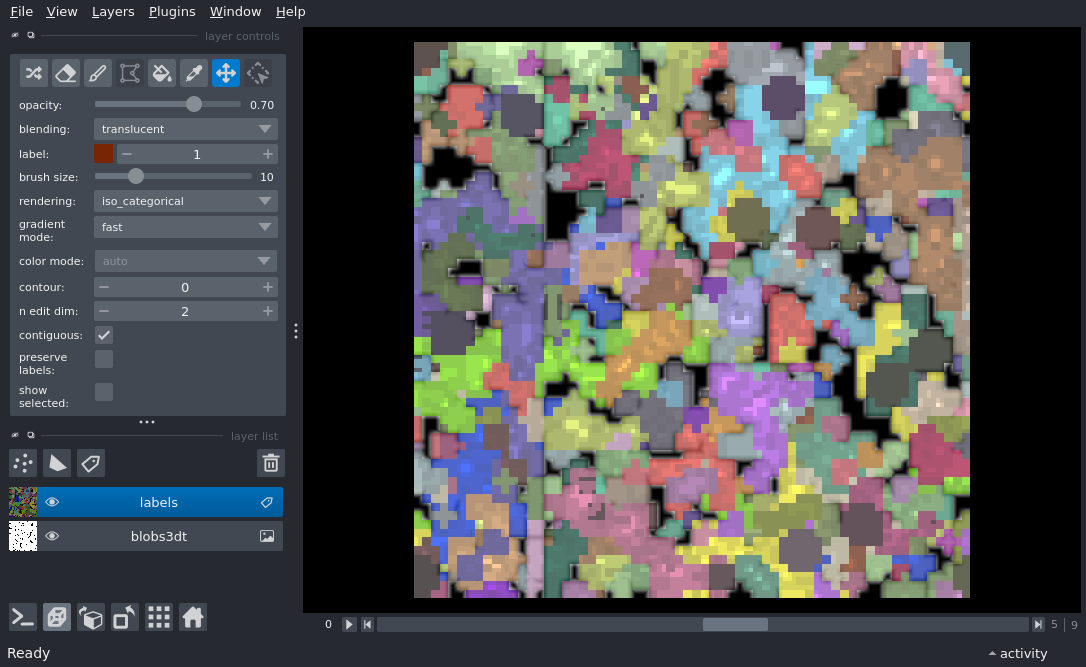 File View Layers Plugins Window Help
layer controls
opacity: 0.70
blending: translucent
label: 1
brush size: 10
rendering: iso_categorical
gradient
mode: fast
color mode: auto
contour: 0
n edit dim: 2
contiguous:
preserve
labels:
show
selected:
layer list
labels
blobs3dt
0 5 | 9
Ready activity